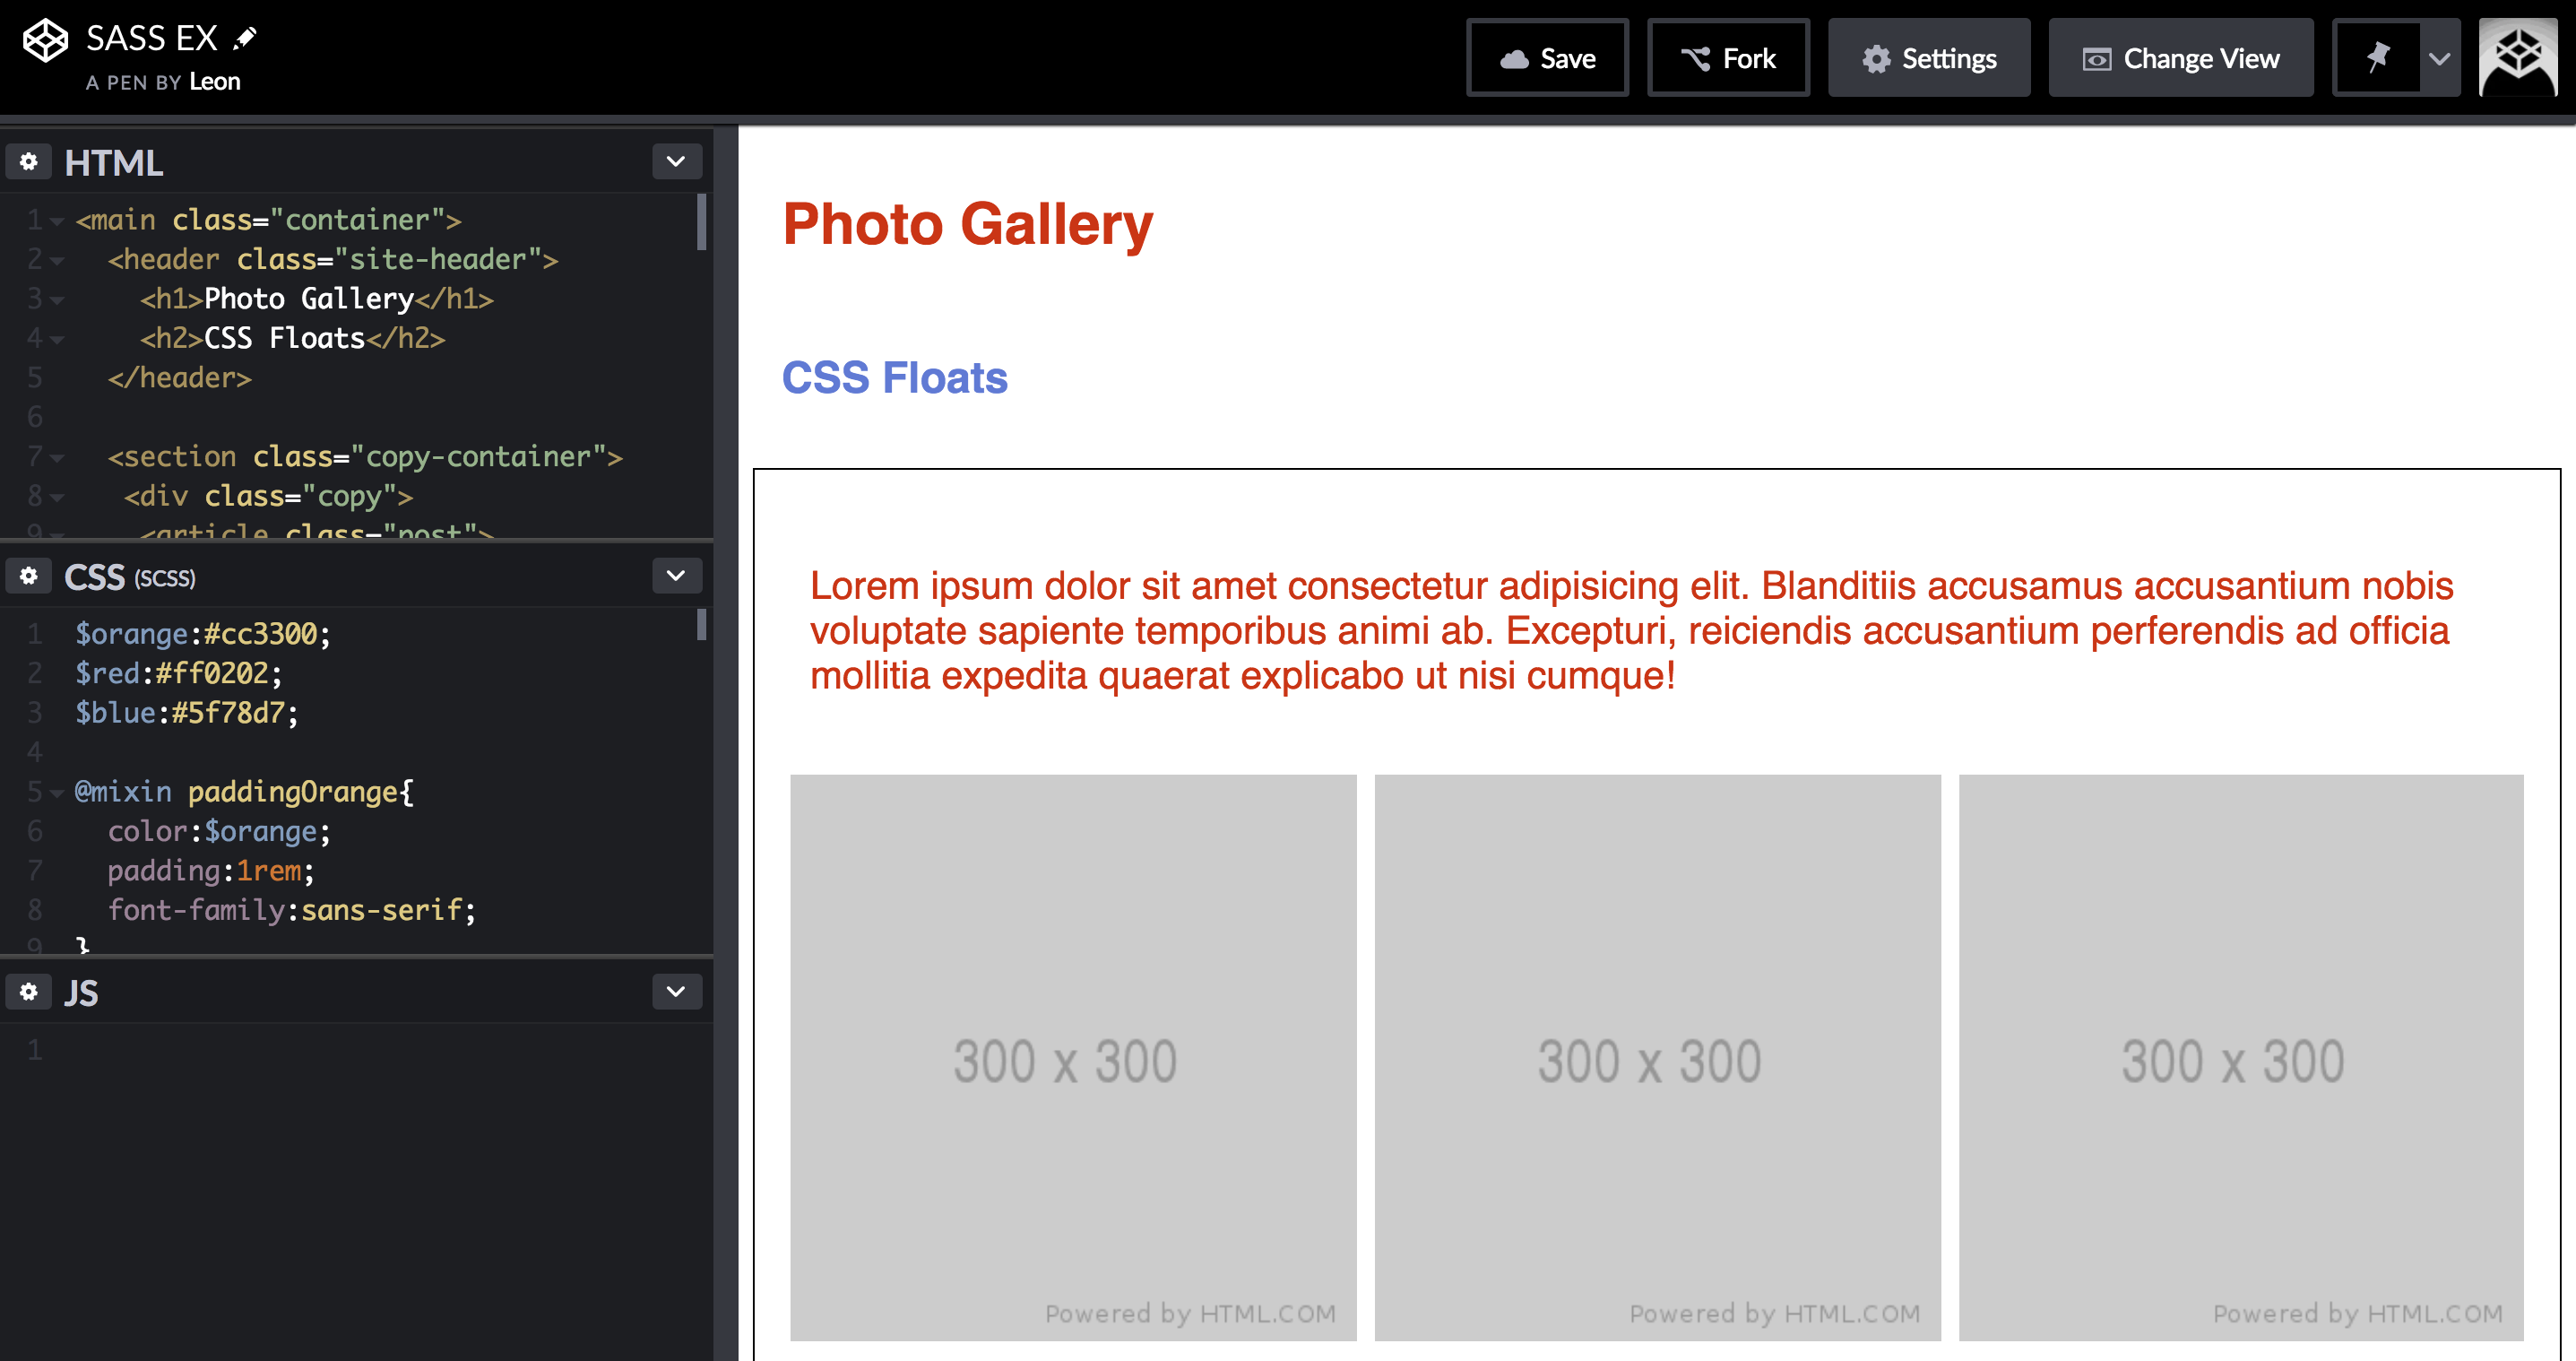 SASS EX
A PEN BY Leon
Save
Fork
Settings
Change View
HTML
1 <main class="container">
2 <header class="site-header">
3 <h1>Photo Gallery</h1>
4 <h2>CSS Floats</h2>
5 </header>
6
7 <section class="copy-container">
8 <div class="copy">
9 <article class="post">
CSS (SCSS)
1 $orange:#cc3300;
2 $red:#ff0202;
3 $blue:#5f78d7;
4
5 @mixin paddingOrange{
6 color:$orange;
7 padding:1rem;
8 font-family:sans-serif;
9 }
JS
1
Photo Gallery
CSS Floats
Lorem ipsum dolor sit amet consectetur adipisicing elit. Blanditiis accusamus accusantium nobis
voluptate sapiente temporibus animi ab. Excepturi, reiciendis accusantium perferendis ad officia
mollitia expedita quaerat explicabo ut nisi cumque!
300 x 300
Powered by HTML.COM
300 x 300
Powered by HTML.COM
300 x 300
Powered by HTML.COM